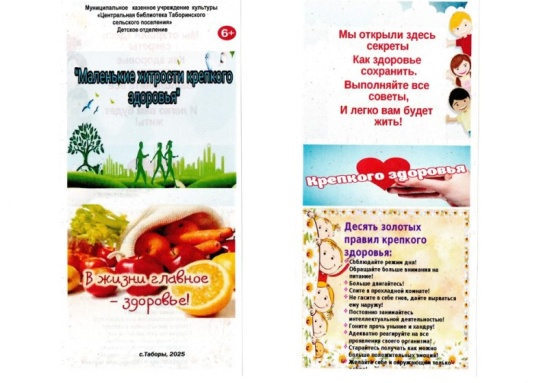 Муниципальное казенное учреждение культуры
«Центральная библиотека Таборинского
сельского поселения»
Детское отделение
6+
"Маленькие хитрости крепкого
здоровья"
В жизни главное
– здоровье!
с.Таборы, 2025
Мы открыли здесь
секреты
Как здоровье
сохранить.
Выполняйте все
советы,
И легко вам будет
жить!
Крепкого здоровья
Десять золотых
правил крепкого
здоровья:
Соблюдайте режим дня!
Обращайте больше внимания на
питание!
Больше двигайтесь!
Спите в прохладной комнате!
Не гасите в себе гнев, дайте вырваться
ему наружу!
Постоянно занимайтесь
интеллектуальной деятельностью!
Гоните прочь уныние и хандру!
Адекватно реагируйте на все
проявления своего организма!
Старайтесь получать как можно
больше положительных эмоций!
Желайте себе и окружающим только